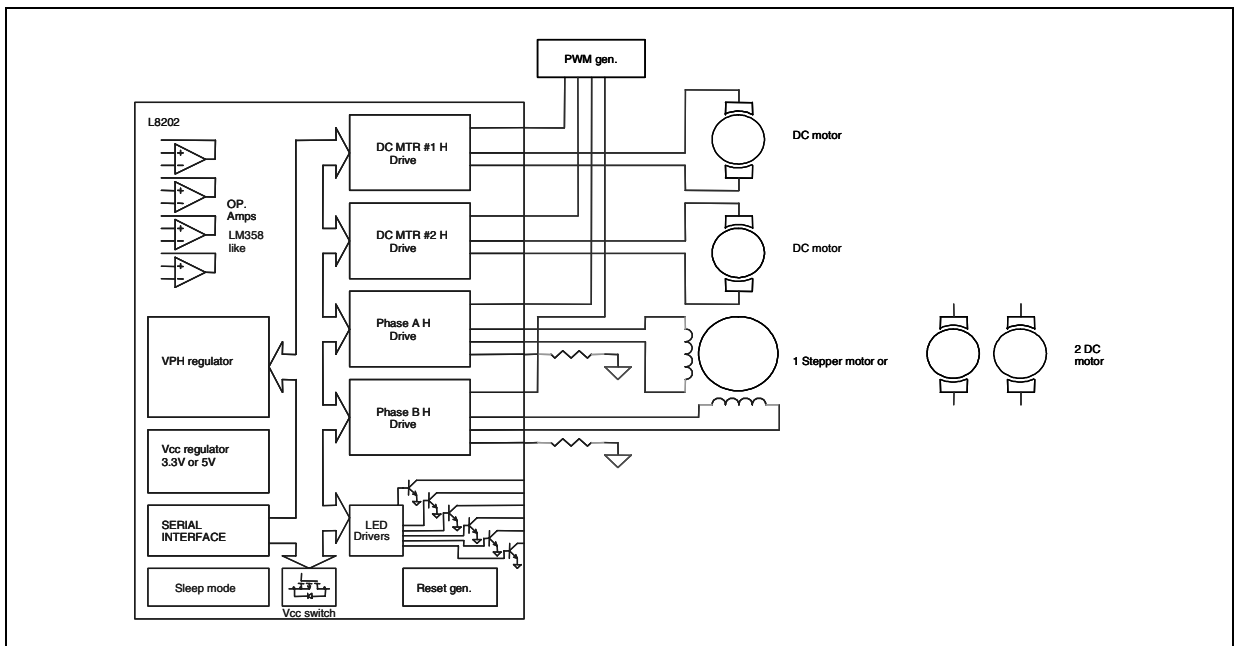 PWM gen.
L8202
DC MTR #1 H
Drive
DC motor
OP.
Amps
LM358
like
DC MTR #2 H
Drive
DC motor
VPH regulator
Phase A H
Drive
1 Stepper motor or
2 DC
motor
Phase B H
Drive
Vcc regulator
3.3V or 5V
SERIAL
INTERFACE
LED
Drivers
Sleep mode
Vcc switch
Reset gen.